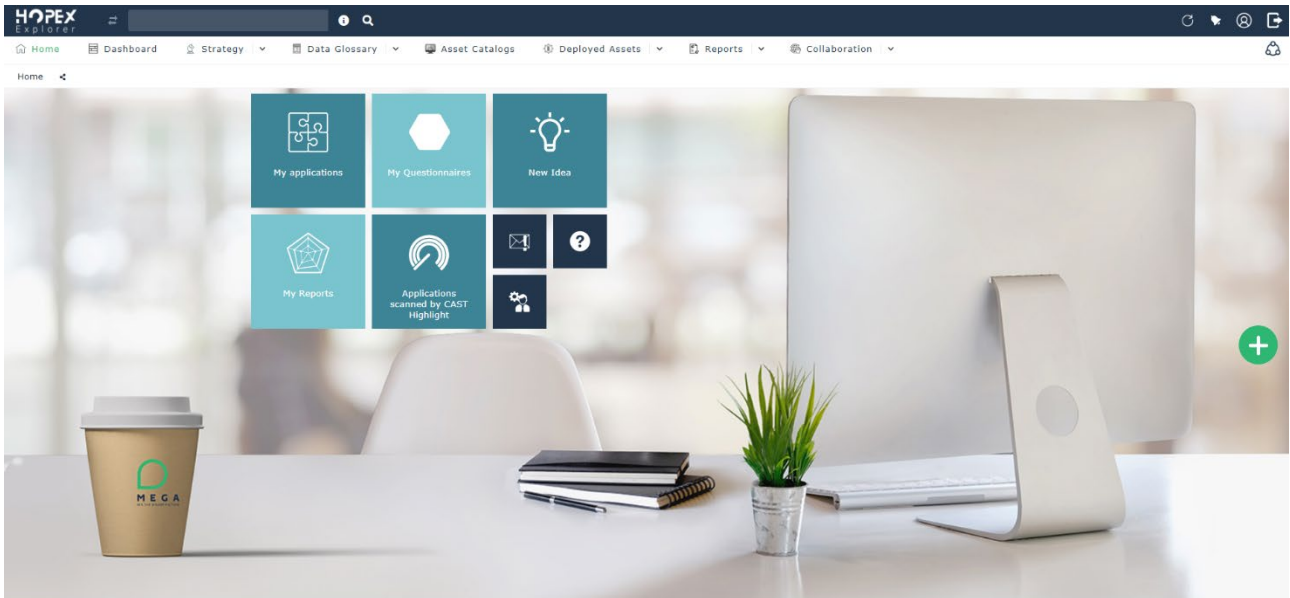 HOPEX
Explorer
Home
Dashboard
Strategy
Data Glossary
Asset Catalogs
Deployed Assets
Reports
Collaboration
Home
My applications
My Questionnaires
New Idea
My Reports
Applications
scanned by CAST
Highlight
MEGA